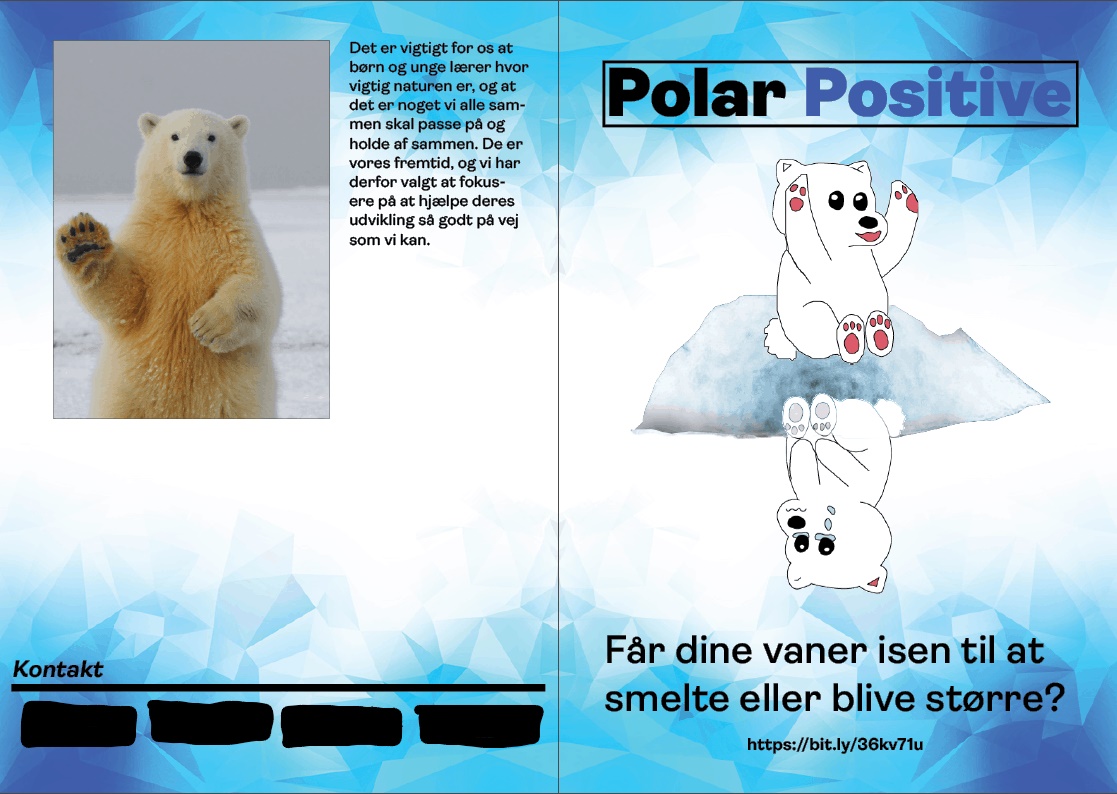 Det er vigtigt for os at
børn og unge lærer hvor
vigtig naturen er, og at
det er noget vi alle sam-
men skal passe på og
holde af sammen. De er
vores fremtid, og vi har
derfor valgt at fokus-
ere på at hjælpe deres
udvikling så godt på vej
som vi kan.
Kontakt
Polar Positive
Får dine vaner isen til at
smelte eller blive større?
https://bit.ly/36kv71u